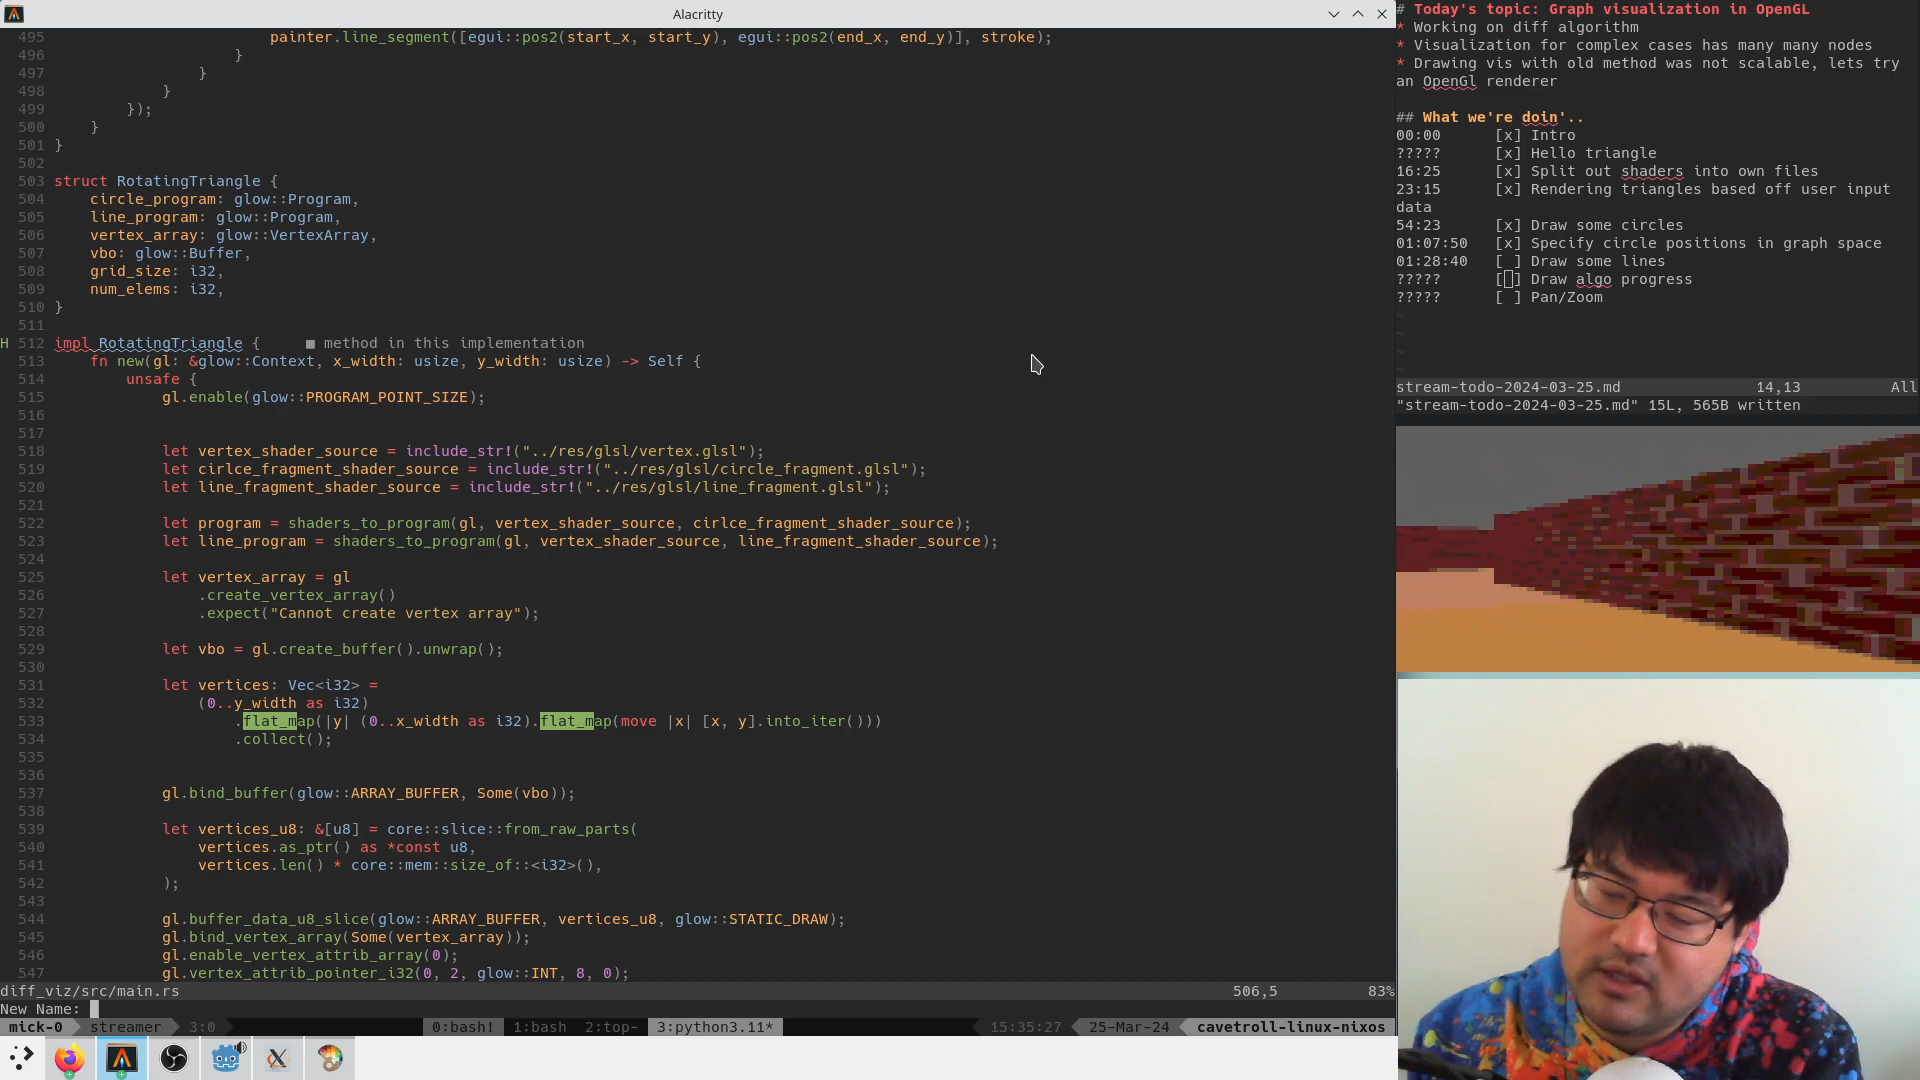 Alacritty
495                         painter.line_segment([egui::pos2(start_x, start_y), egui::pos2(end_x, end_y)], stroke);
496                     }
497                 }
498             }
499         });
500     }
501 }
502
503 struct RotatingTriangle {
504     circle_program: glow::Program,
505     line_program: glow::Program,
506     vertex_array: glow::VertexArray,
507     vbo: glow::Buffer,
508     grid_size: i32,
509     num_elems: i32,
510 }
511
H 512 impl RotatingTriangle {     ■ method in this implementation
513     fn new(gl: &glow::Context, x_width: usize, y_width: usize) -> Self {
514         unsafe {
515             gl.enable(glow::PROGRAM_POINT_SIZE);
516
517
518             let vertex_shader_source = include_str!("../res/glsl/vertex.glsl");
519             let cirlce_fragment_shader_source = include_str!("../res/glsl/circle_fragment.glsl");
520             let line_fragment_shader_source = include_str!("../res/glsl/line_fragment.glsl");
521
522             let program = shaders_to_program(gl, vertex_shader_source, cirlce_fragment_shader_source);
523             let line_program = shaders_to_program(gl, vertex_shader_source, line_fragment_shader_source);
524
525             let vertex_array = gl
526                 .create_vertex_array()
527                 .expect("Cannot create vertex array");
528
529             let vbo = gl.create_buffer().unwrap();
530
531             let vertices: Vec<i32> =
532                 (0..y_width as i32)
533                     .flat_map(|y| (0..x_width as i32).flat_map(move |x| [x, y].into_iter()))
534                     .collect();
535
536
537             gl.bind_buffer(glow::ARRAY_BUFFER, Some(vbo));
538
539             let vertices_u8: &[u8] = core::slice::from_raw_parts(
540                 vertices.as_ptr() as *const u8,
541                 vertices.len() * core::mem::size_of::<i32>(),
542             );
543
544             gl.buffer_data_u8_slice(glow::ARRAY_BUFFER, vertices_u8, glow::STATIC_DRAW);
545             gl.bind_vertex_array(Some(vertex_array));
546             gl.enable_vertex_attrib_array(0);
547             gl.vertex_attrib_pointer_i32(0, 2, glow::INT, 8, 0);
diff_viz/src/main.rs 506,5 83%
New Name:
mick-0 streamer 3:0 0:bash! 1:bash 2:top- 3:python3.11* 15:35:27 25-Mar-24 cavetroll-linux-nixos
# Today's topic: Graph visualization in OpenGL
* Working on diff algorithm
* Visualization for complex cases has many many nodes
* Drawing vis with old method was not scalable, lets try
an OpenGl renderer
## What we're doin'..
00:00 [x] Intro
????? [x] Hello triangle
16:25 [x] Split out shaders into own files
23:15 [x] Rendering triangles based off user input
data
54:23 [x] Draw some circles
01:07:50 [x] Specify circle positions in graph space
01:28:40 [ ] Draw some lines
????? [ ] Draw algo progress
????? [ ] Pan/Zoom
~
~
~
~
stream-todo-2024-03-25.md 14,13 All
"stream-todo-2024-03-25.md" 15L, 565B written